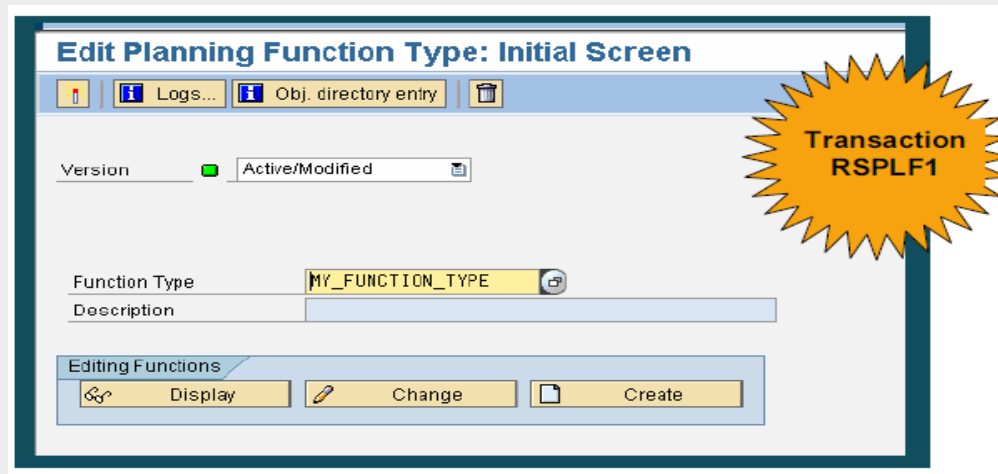 Edit Planning Function Type: Initial Screen
Logs... Obj. directory entry
Transaction
RSPLF1
Version Active/Modified
Function Type MY_FUNCTION_TYPE
Description
Editing Functions
Display Change Create